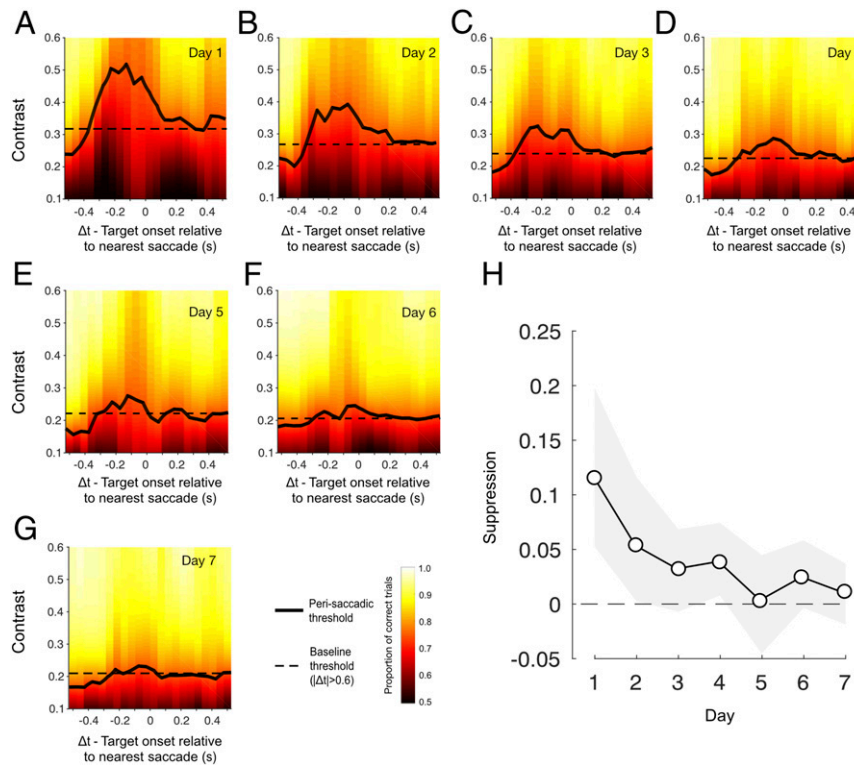 A
B
C
D
Day 1
Day 2
Day 3
Day
Contrast
0.6
0.5
0.4
0.3
0.2
0.1
0.6
0.5
0.4
0.3
0.2
0.1
0.6
0.5
0.4
0.3
0.2
0.1
0.6
0.5
0.4
0.3
0.2
0.1
-0.4 -0.2 0 0.2 0.4
-0.4 -0.2 0 0.2 0.4
-0.4 -0.2 0 0.2 0.4
-0.4 -0.2 0 0.2 0.4
Δt - Target onset relative
to nearest saccade (s)
Δt - Target onset relative
to nearest saccade (s)
Δt - Target onset relative
to nearest saccade (s)
Δt - Target onset relative
to nearest saccade (s)
E
F
H
Day 5
Day 6
Contrast
0.6
0.5
0.4
0.3
0.2
0.1
0.6
0.5
0.4
0.3
0.2
0.1
-0.4 -0.2 0 0.2 0.4
-0.4 -0.2 0 0.2 0.4
Δt - Target onset relative
to nearest saccade (s)
Δt - Target onset relative
to nearest saccade (s)
G
Day 7
Contrast
0.6
0.5
0.4
0.3
0.2
0.1
-0.4 -0.2 0 0.2 0.4
Δt - Target onset relative
to nearest saccade (s)
Peri-saccadic
threshold
Baseline
threshold
(|Δt|>0.6)
Proportion of correct trials
1.0
0.9
0.8
0.7
0.6
0.5
Suppression
0.25
0.2
0.15
0.1
0.05
0
-0.05
1 2 3 4 5 6 7
Day